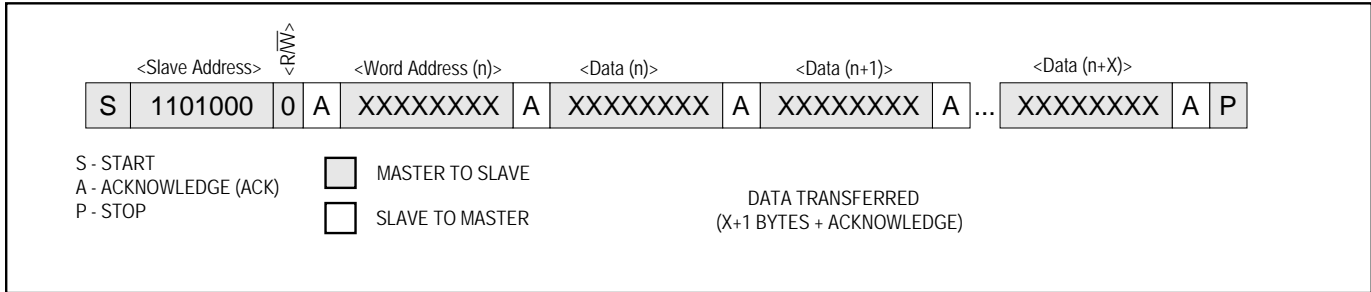 <R/W̅>
<Slave Address> <Word Address (n)> <Data (n)> <Data (n+1)> <Data (n+X)>
S 1101000 0 A XXXXXXXX A XXXXXXXX A XXXXXXXX A ... XXXXXXXX A P
S - START
A - ACKNOWLEDGE (ACK)
P - STOP
MASTER TO SLAVE
SLAVE TO MASTER
DATA TRANSFERRED
(X+1 BYTES + ACKNOWLEDGE)